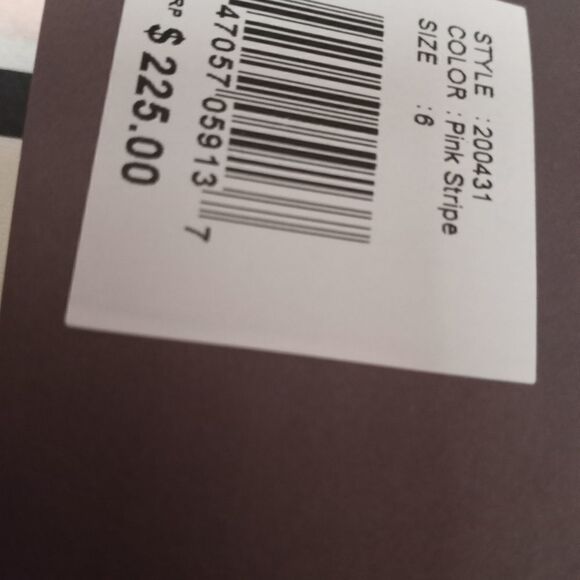 STYLE : 200431
COLOR : Pink Stripe
SIZE : 6
47057 05913 7
RP $ 225.00